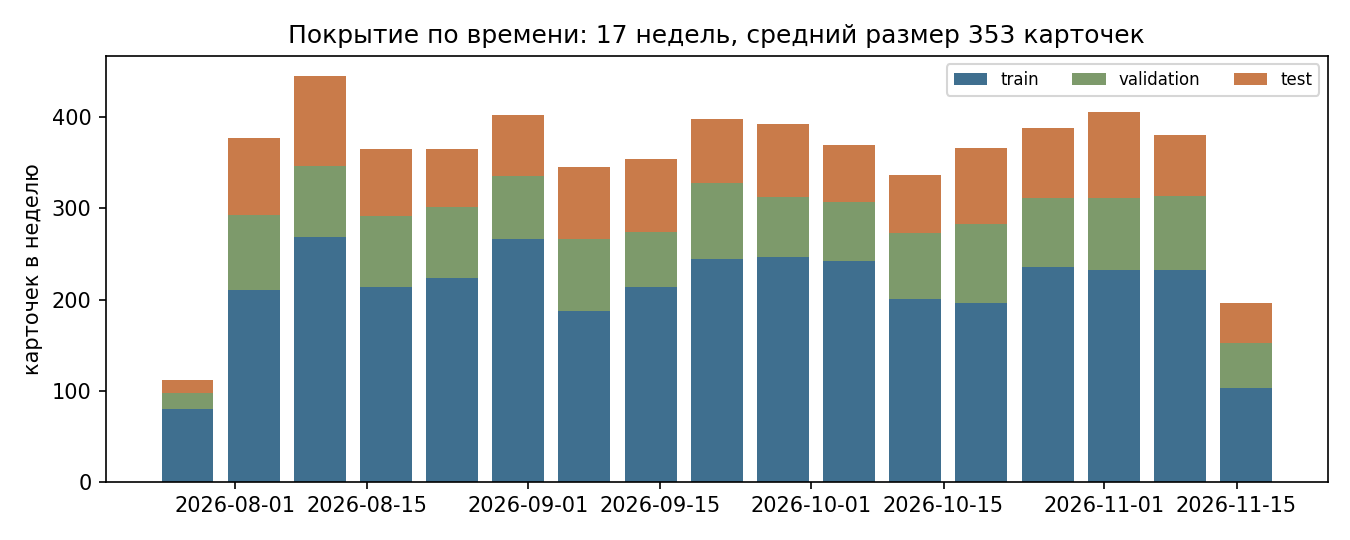 Покрытие по времени: 17 недель, средний размер 353 карточек
train validation test
карточек в неделю
400
300
200
100
0
2026-08-01 2026-08-15 2026-09-01 2026-09-15 2026-10-01 2026-10-15 2026-11-01 2026-11-15